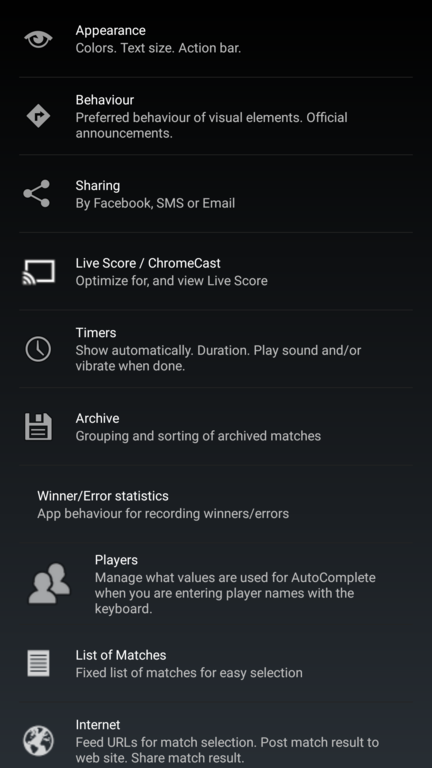 Appearance
Colors. Text size. Action bar.
Behaviour
Preferred behaviour of visual elements. Official
announcements.
Sharing
By Facebook, SMS or Email
Live Score / ChromeCast
Optimize for, and view Live Score
Timers
Show automatically. Duration. Play sound and/or
vibrate when done.
Archive
Grouping and sorting of archived matches
Winner/Error statistics
App behaviour for recording winners/errors
Players
Manage what values are used for AutoComplete
when you are entering player names with the
keyboard.
List of Matches
Fixed list of matches for easy selection
Internet
Feed URLs for match selection. Post match result to
web site. Share match result.